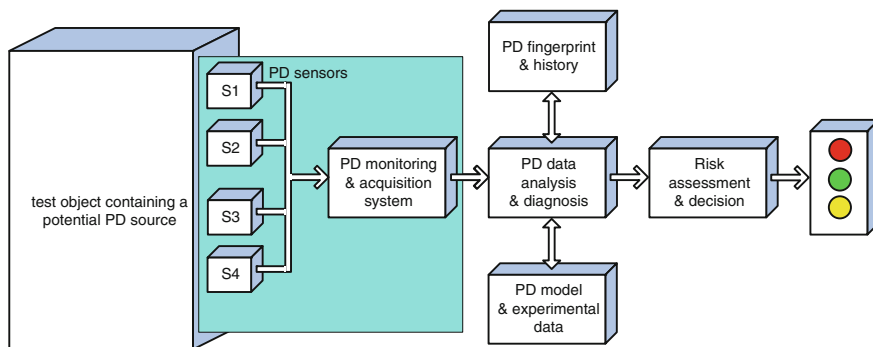 PD sensors
S1
S2
S3
S4
test object containing a
potential PD source
PD monitoring
& acquisition
system
PD fingerprint
& history
PD data
analysis
& diagnosis
PD model
& experimental
data
Risk
assessment
& decision